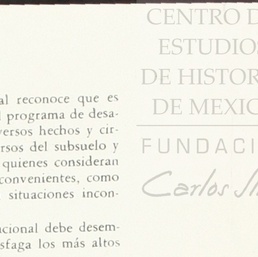 CENTRO D
ESTUDIOS
DE HISTOR
DE MEXIC
FUNDACI
Carlos Sl
al reconoce que es
l programa de desa-
versos hechos y cir-
rsos del subsuelo y
quienes consideran
convenientes, como
situaciones incon-
cional debe desem-
sfaga los más altos